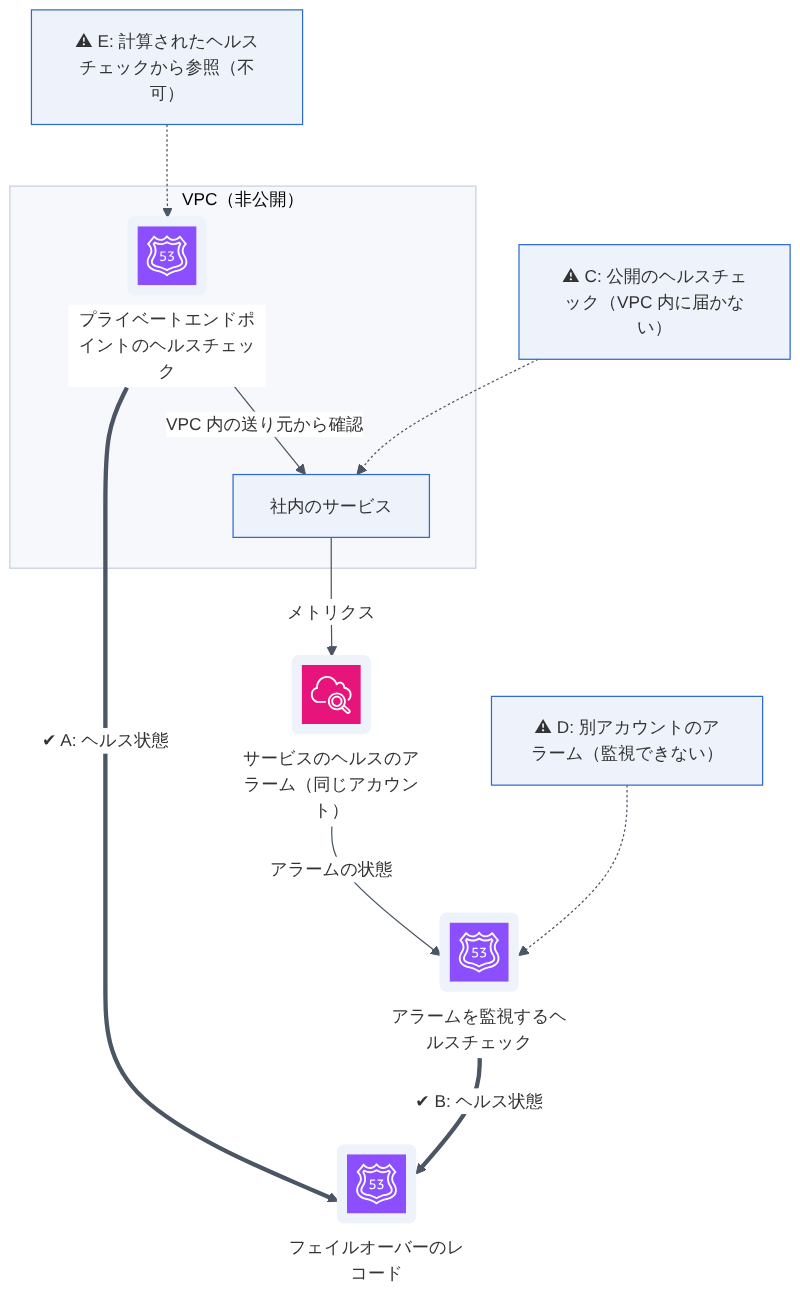 ⚠ E: 計算されたヘルス
チェックから参照（不
可）
VPC（非公開）
53
プライベートエンドポ
イントのヘルスチェッ
ク
⚠ C: 公開のヘルスチェ
ック（VPC 内に届かな
い）
VPC 内の送り元から確認
社内のサービス
メトリクス
⚠ D: 別アカウントのア
ラーム（監視できない）
✔ A: ヘルス状態
サービスのヘルスのア
ラーム（同じアカウン
ト）
アラームの状態
53
アラームを監視するヘ
ルスチェック
✔ B: ヘルス状態
53
フェイルオーバーのレ
コード